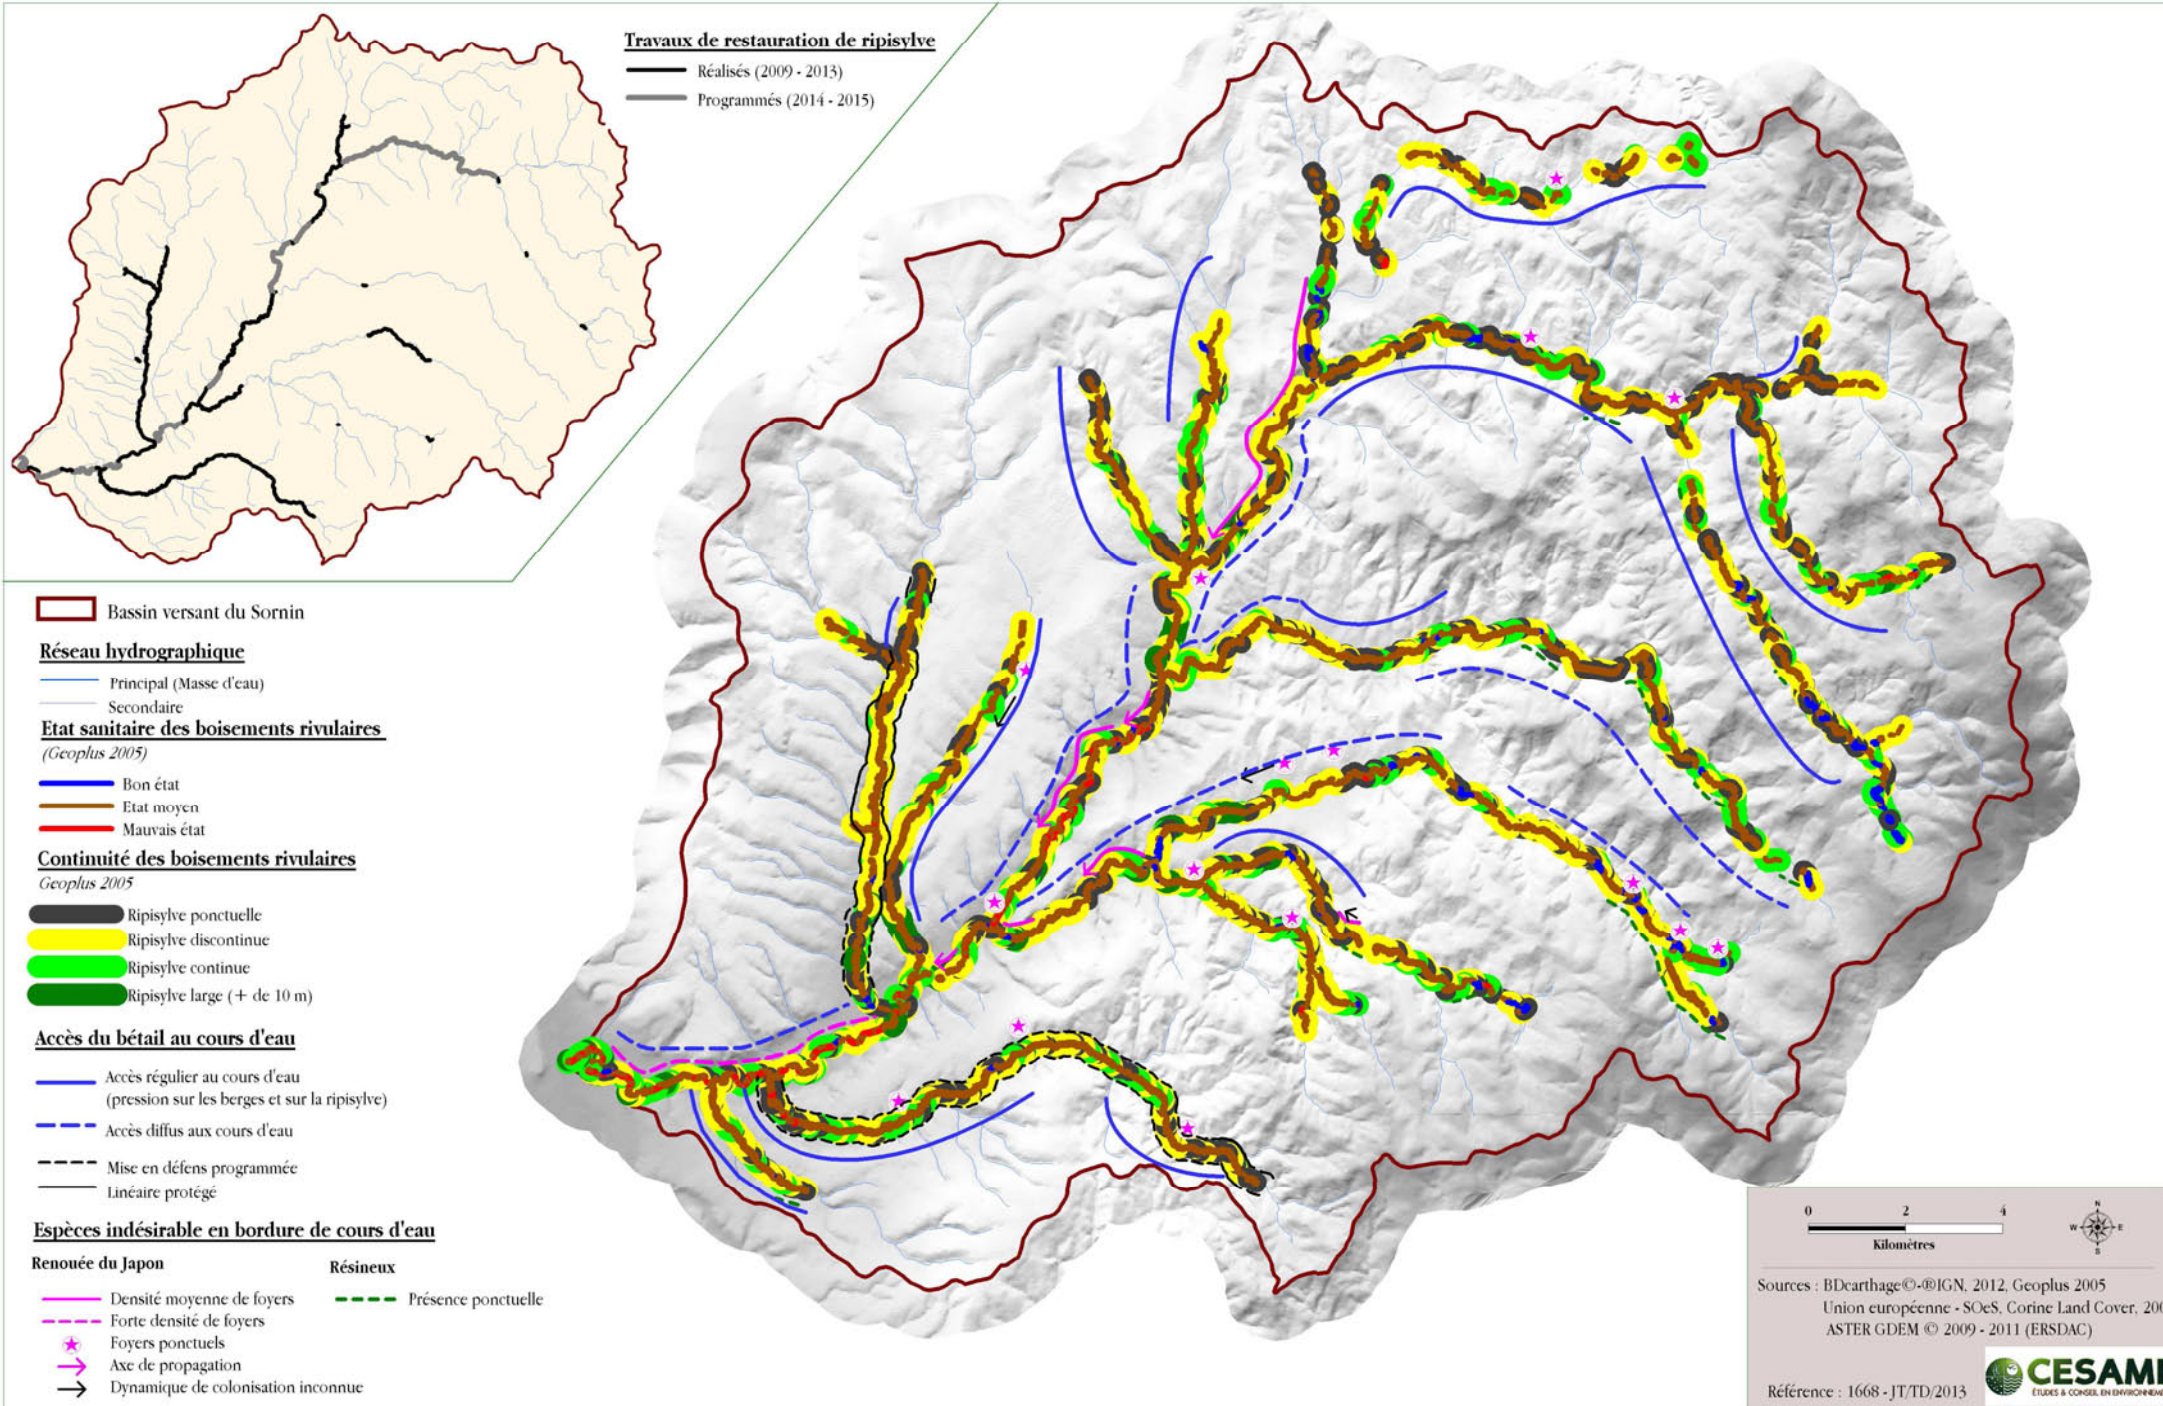 Travaux de restauration de ripisylve
Réalisés (2009 - 2013)
Programmés (2014 - 2015)
Bassin versant du Sornin
Réseau hydrographique
Principal (Masse d'eau)
Secondaire
Etat sanitaire des boisements rivulaires
(Geoplus 2005)
Bon état
Etat moyen
Mauvais état
Continuité des boisements rivulaires
Geoplus 2005
Ripisylve ponctuelle
Ripisylve discontinue
Ripisylve continue
Ripisylve large (+ de 10 m)
Accès du bétail au cours d'eau
Accès régulier au cours d'eau
(pression sur les berges et sur la ripisylve)
Accès diffus aux cours d'eau
Mise en défens programmée
Linéaire protégé
Espèces indésirable en bordure de cours d'eau
Renouée du Japon
Résineux
Densité moyenne de foyers
Présence ponctuelle
Forte densité de foyers
Foyers ponctuels
Axe de propagation
Dynamique de colonisation inconnue
0 2 4
Kilomètres
N
W E
S
Sources : BDcarthage©-®IGN, 2012, Geoplus 2005
Union européenne - SOeS, Corine Land Cover, 200
ASTER GDEM © 2009 - 2011 (ERSDAC)
Référence : 1668 - JT/TD/2013
CESAME
ÉTUDES & CONSEIL EN ENVIRONNEME